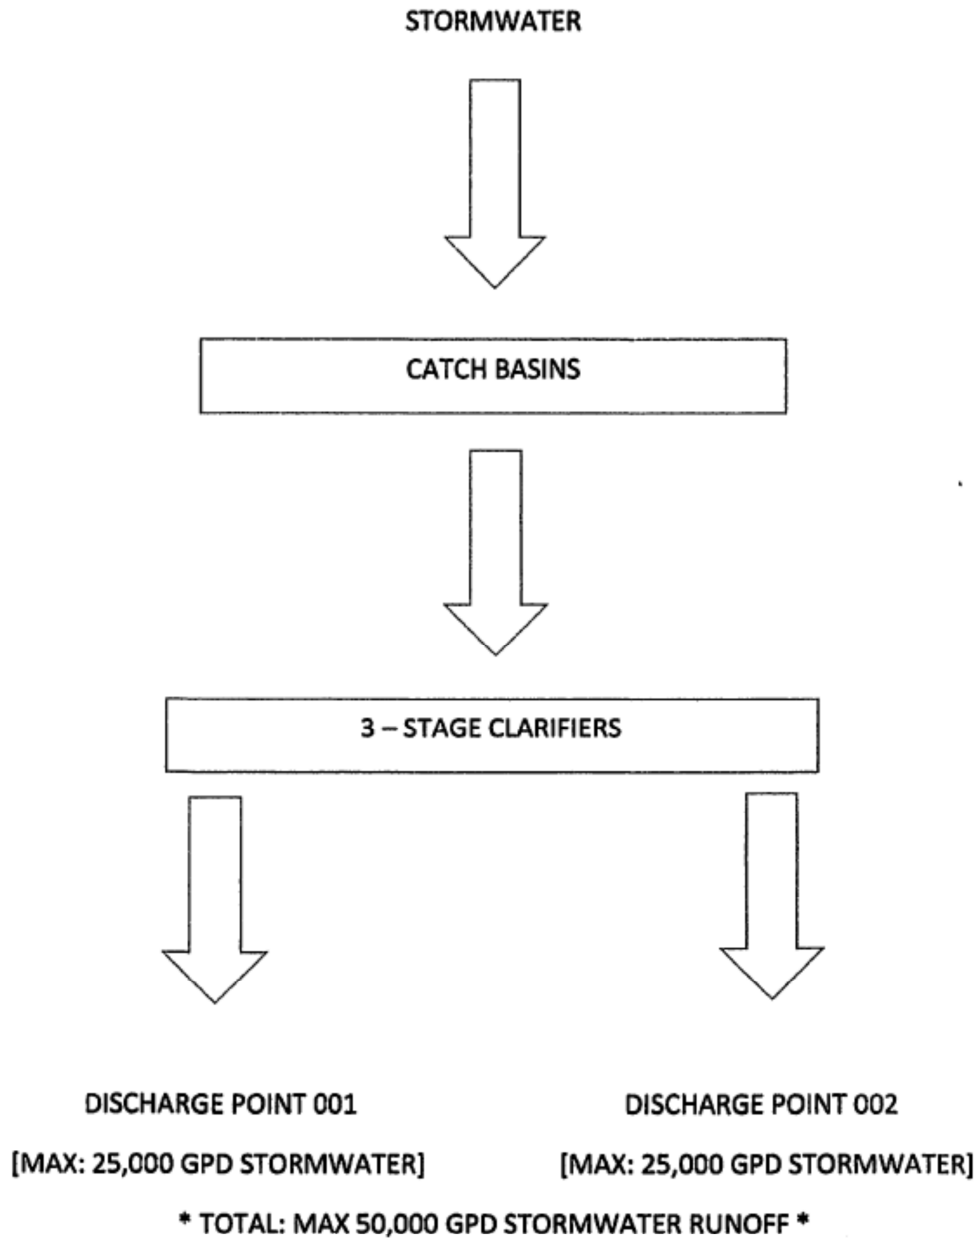 STORMWATER
CATCH BASINS
3 – STAGE CLARIFIERS
DISCHARGE POINT 001
[MAX: 25,000 GPD STORMWATER]
DISCHARGE POINT 002
[MAX: 25,000 GPD STORMWATER]
* TOTAL: MAX 50,000 GPD STORMWATER RUNOFF *